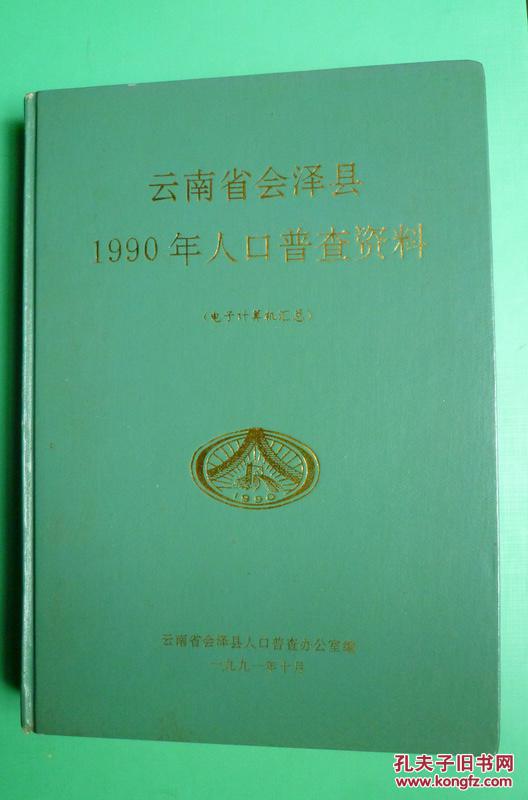 云南省会泽县
1990年人口普查资料
(电子计算机汇总)
1990
云南省会泽县人口普查办公室编
一九九一年十月
孔夫子旧书网
www.kongfz.com